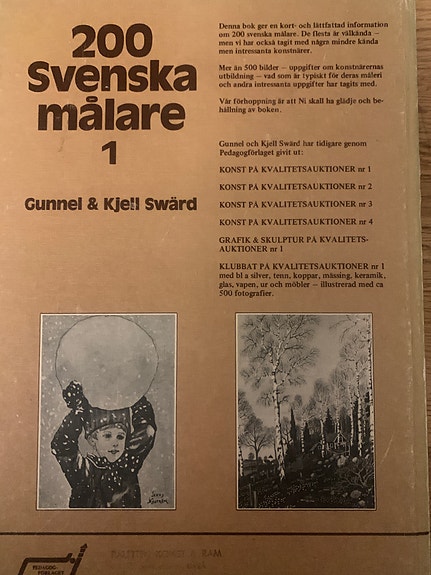 200
Svenska
målare
1
Gunnel & Kjell Swärd
Denna bok ger en kort- och lättfattad information
om 200 svenska målare. De flesta är välkända –
men vi har också tagit med några mindre kända
men intressanta konstnärer.
Mer än 500 bilder – uppgifter om konstnärernas
utbildning – vad som är typiskt för deras måleri
och andra intressanta uppgifter har tagits med.
Vår förhoppning är att Ni skall ha glädje och be-
hållning av boken.
Gunnel och Kjell Swärd har tidigare genom
Pedagogförlaget givit ut:
KONST PÅ KVALITETSAUKTIONER nr 1
KONST PÅ KVALITETSAUKTIONER nr 2
KONST PÅ KVALITETSAUKTIONER nr 3
KONST PÅ KVALITETSAUKTIONER nr 4
GRAFIK & SKULPTUR PÅ KVALITETS-
AUKTIONER nr 1
KLUBBAT PÅ KVALITETSAUKTIONER nr 1
med bl a silver, tenn, koppar, mässing, keramik,
glas, vapen, ur och möbler – illustrerad med ca
500 fotografier.
PEDAGOG-
FÖRLAGET